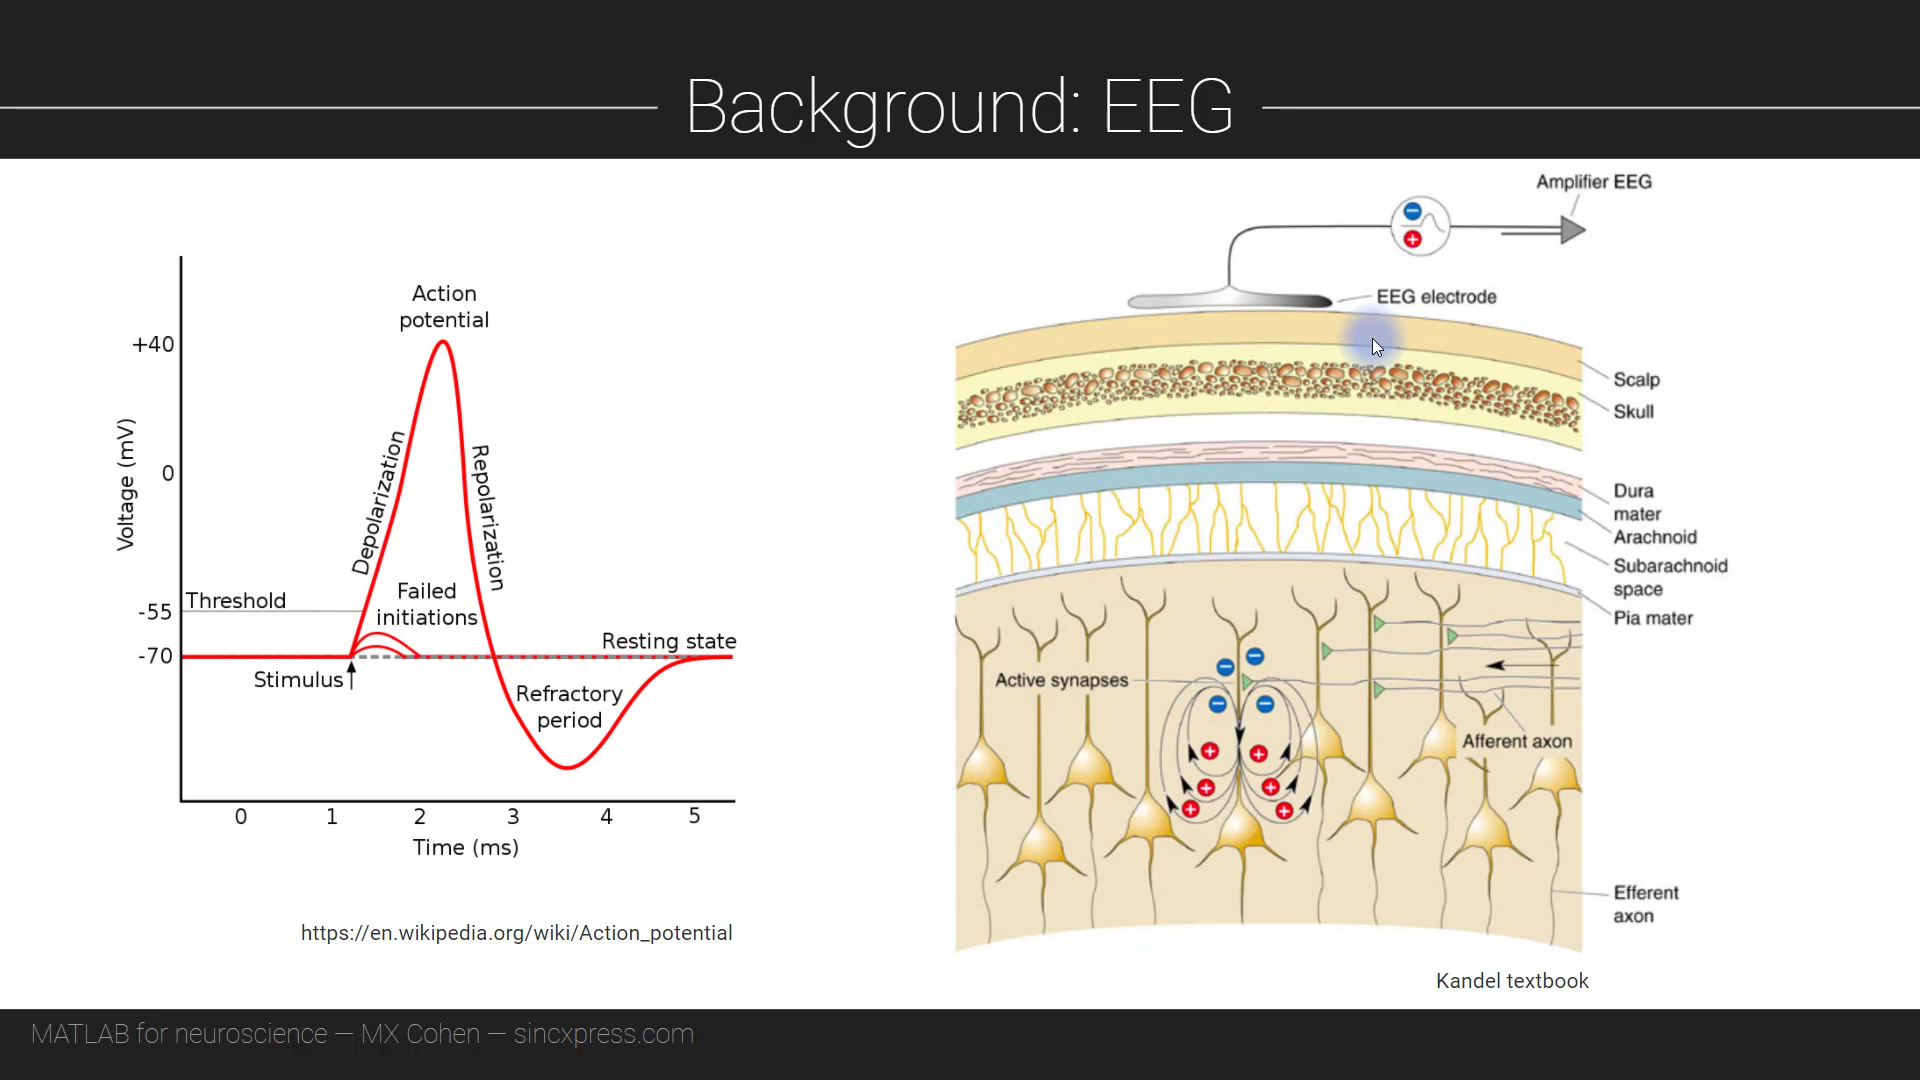 Background: EEG
Action
potential
+40
0
-55
-70
Voltage (mV)
Depolarization
Repolarization
Threshold
Failed
initiations
Resting state
Stimulus
Refractory
period
0 1 2 3 4 5
Time (ms)
https://en.wikipedia.org/wiki/Action_potential
Amplifier EEG
EEG electrode
Scalp
Skull
Dura
mater
Arachnoid
Subarachnoid
space
Pia mater
Active synapses
Afferent axon
Efferent
axon
Kandel textbook
MATLAB for neuroscience — MX Cohen — sincxpress.com